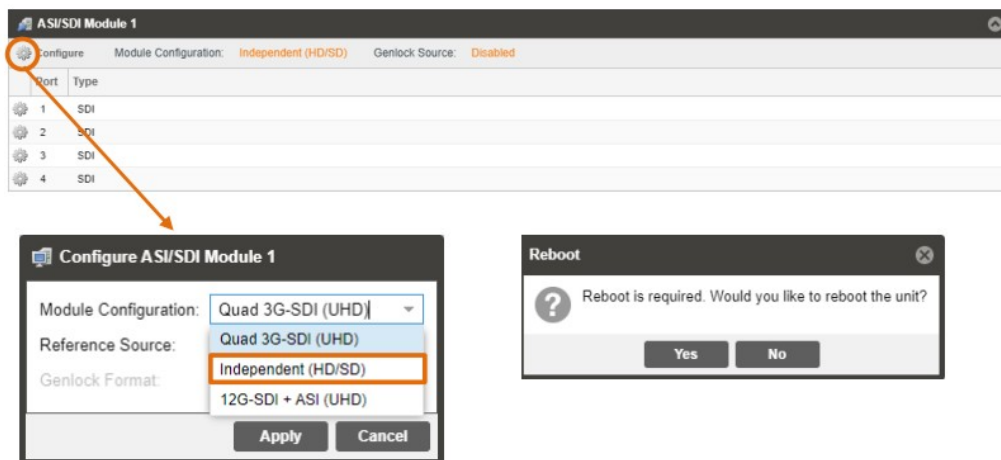 ASI/SDI Module 1
Configure Module Configuration: Independent (HD/SD) Genlock Source: Disabled
Port Type
1 SDI
2 SDI
3 SDI
4 SDI
Configure ASI/SDI Module 1
Module Configuration: Quad 3G-SDI (UHD)
Quad 3G-SDI (UHD)
Reference Source:
Independent (HD/SD)
Genlock Format:
12G-SDI + ASI (UHD)
Apply Cancel
Reboot
Reboot is required. Would you like to reboot the unit?
Yes No